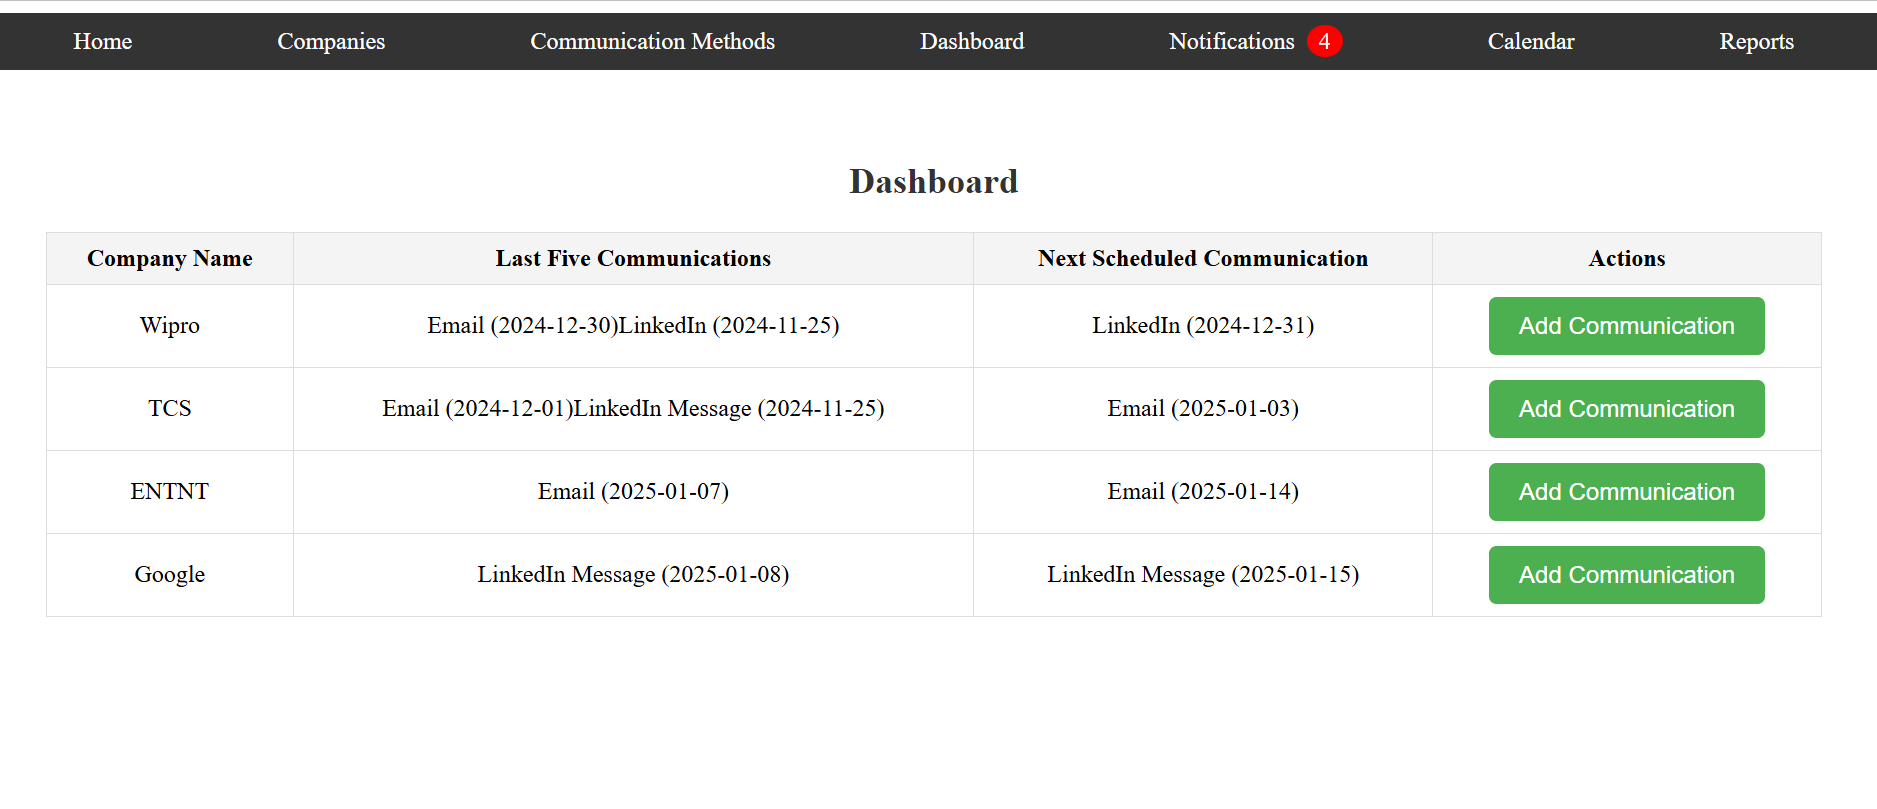 Home Companies Communication Methods Dashboard Notifications 4 Calendar Reports
Dashboard
Company Name Last Five Communications Next Scheduled Communication Actions
Wipro Email (2024-12-30)LinkedIn (2024-11-25) LinkedIn (2024-12-31) Add Communication
TCS Email (2024-12-01)LinkedIn Message (2024-11-25) Email (2025-01-03) Add Communication
ENTNT Email (2025-01-07) Email (2025-01-14) Add Communication
Google LinkedIn Message (2025-01-08) LinkedIn Message (2025-01-15) Add Communication